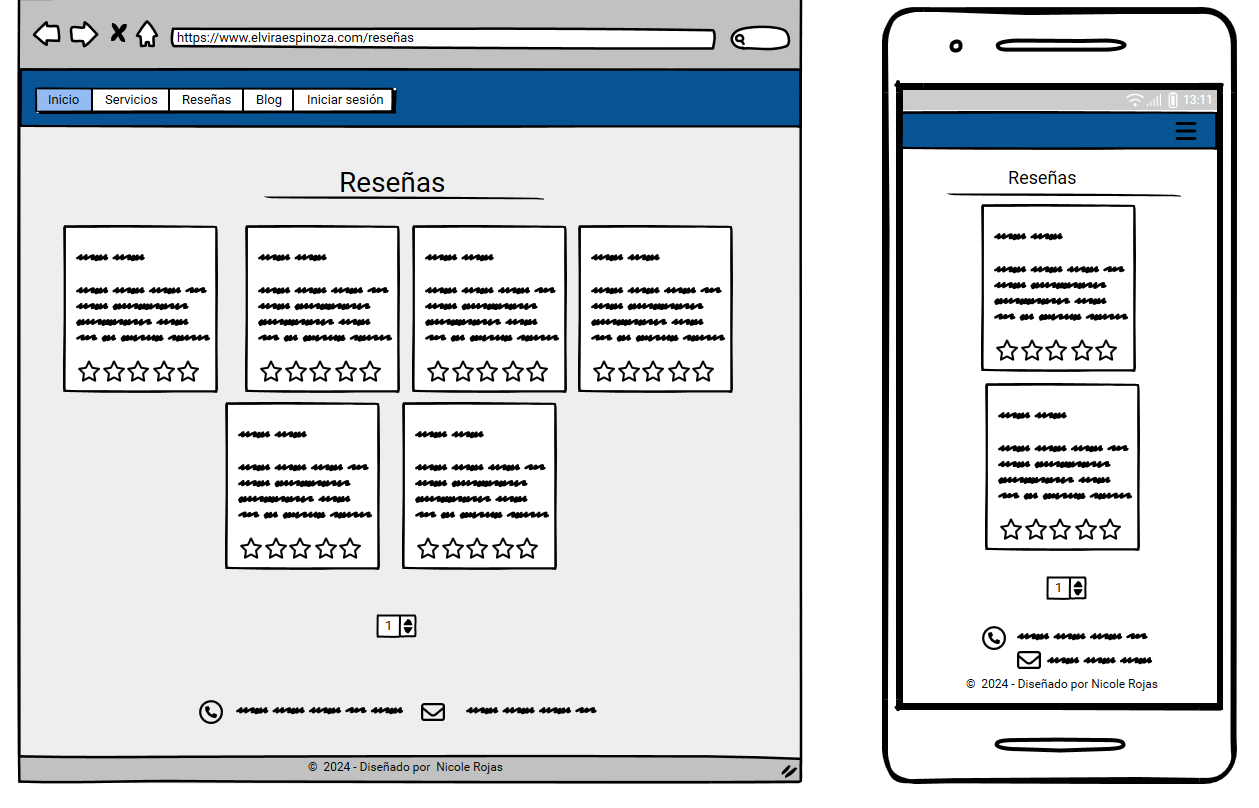 https://www.elviraespinoza.com/reseñas
Inicio Servicios Reseñas Blog Iniciar sesión
Reseñas
1
© 2024 - Diseñado por Nicole Rojas
13:11
Reseñas
1
© 2024 - Diseñado por Nicole Rojas